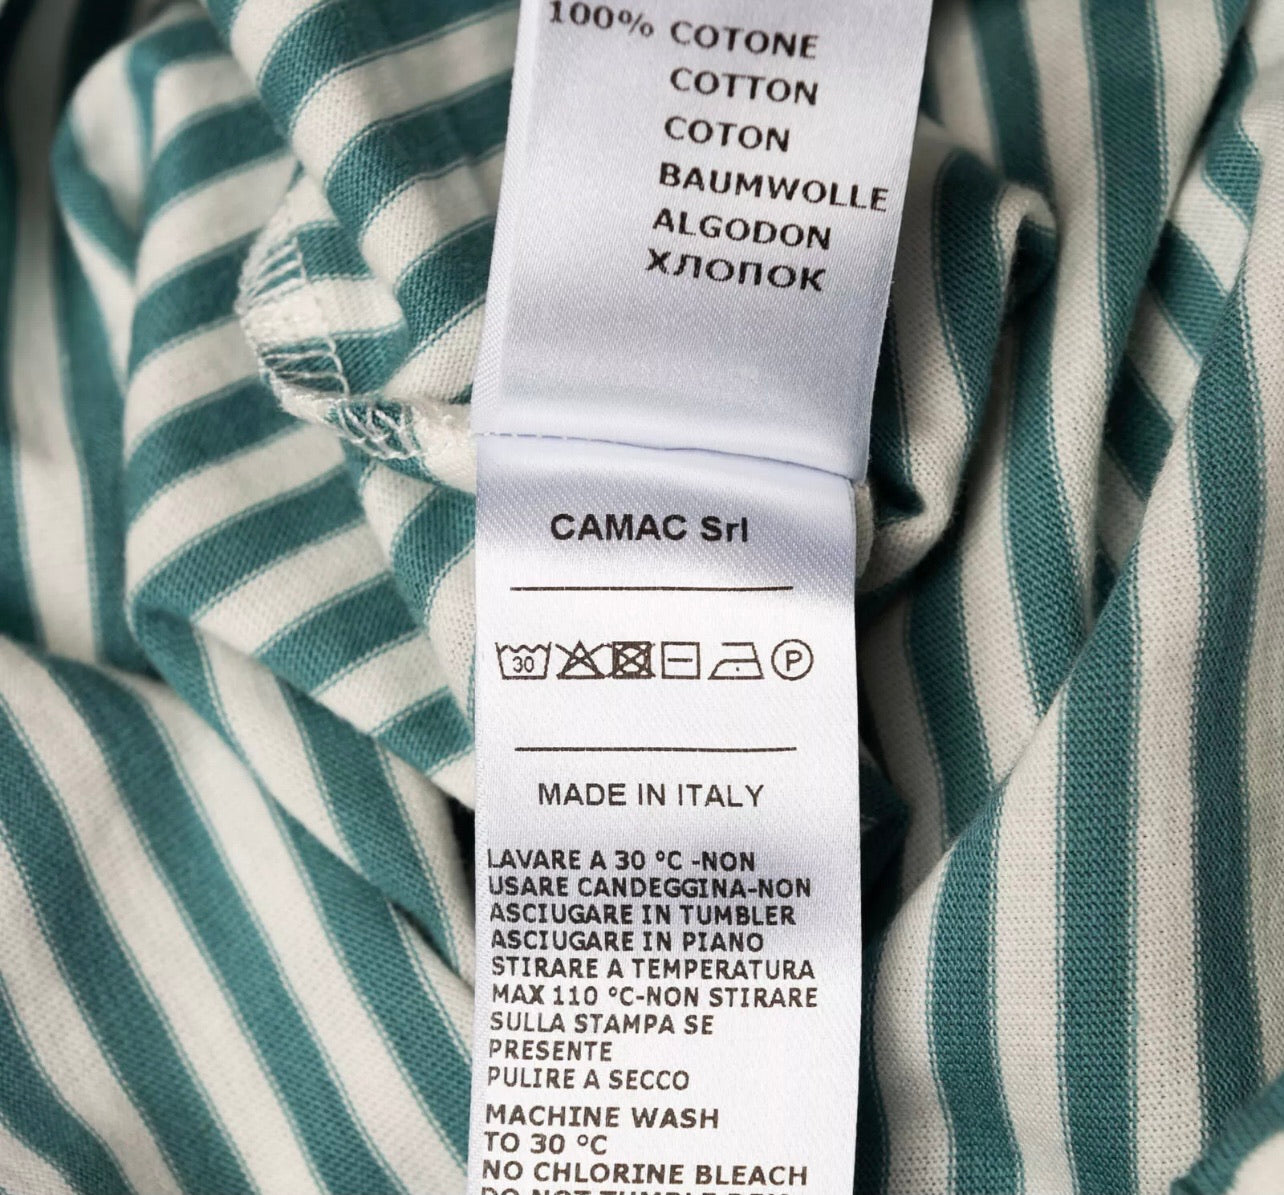 100% COTONE
COTTON
COTON
BAUMWOLLE
ALGODON
ХЛОПОК
CAMAC Srl
30 P
MADE IN ITALY
LAVARE A 30 °C -NON
USARE CANDEGGINA-NON
ASCIUGARE IN TUMBLER
ASCIUGARE IN PIANO
STIRARE A TEMPERATURA
MAX 110 °C-NON STIRARE
SULLA STAMPA SE
PRESENTE
PULIRE A SECCO
MACHINE WASH
TO 30 °C
NO CHLORINE BLEACH